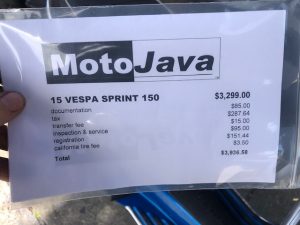 MotoJava
15 VESPA SPRINT 150 $3,299.00
documentation $85.00
tax $287.64
transfer fee $15.00
inspection & service $95.00
registration $151.44
california tire fee $3.50
Total $3,936.58